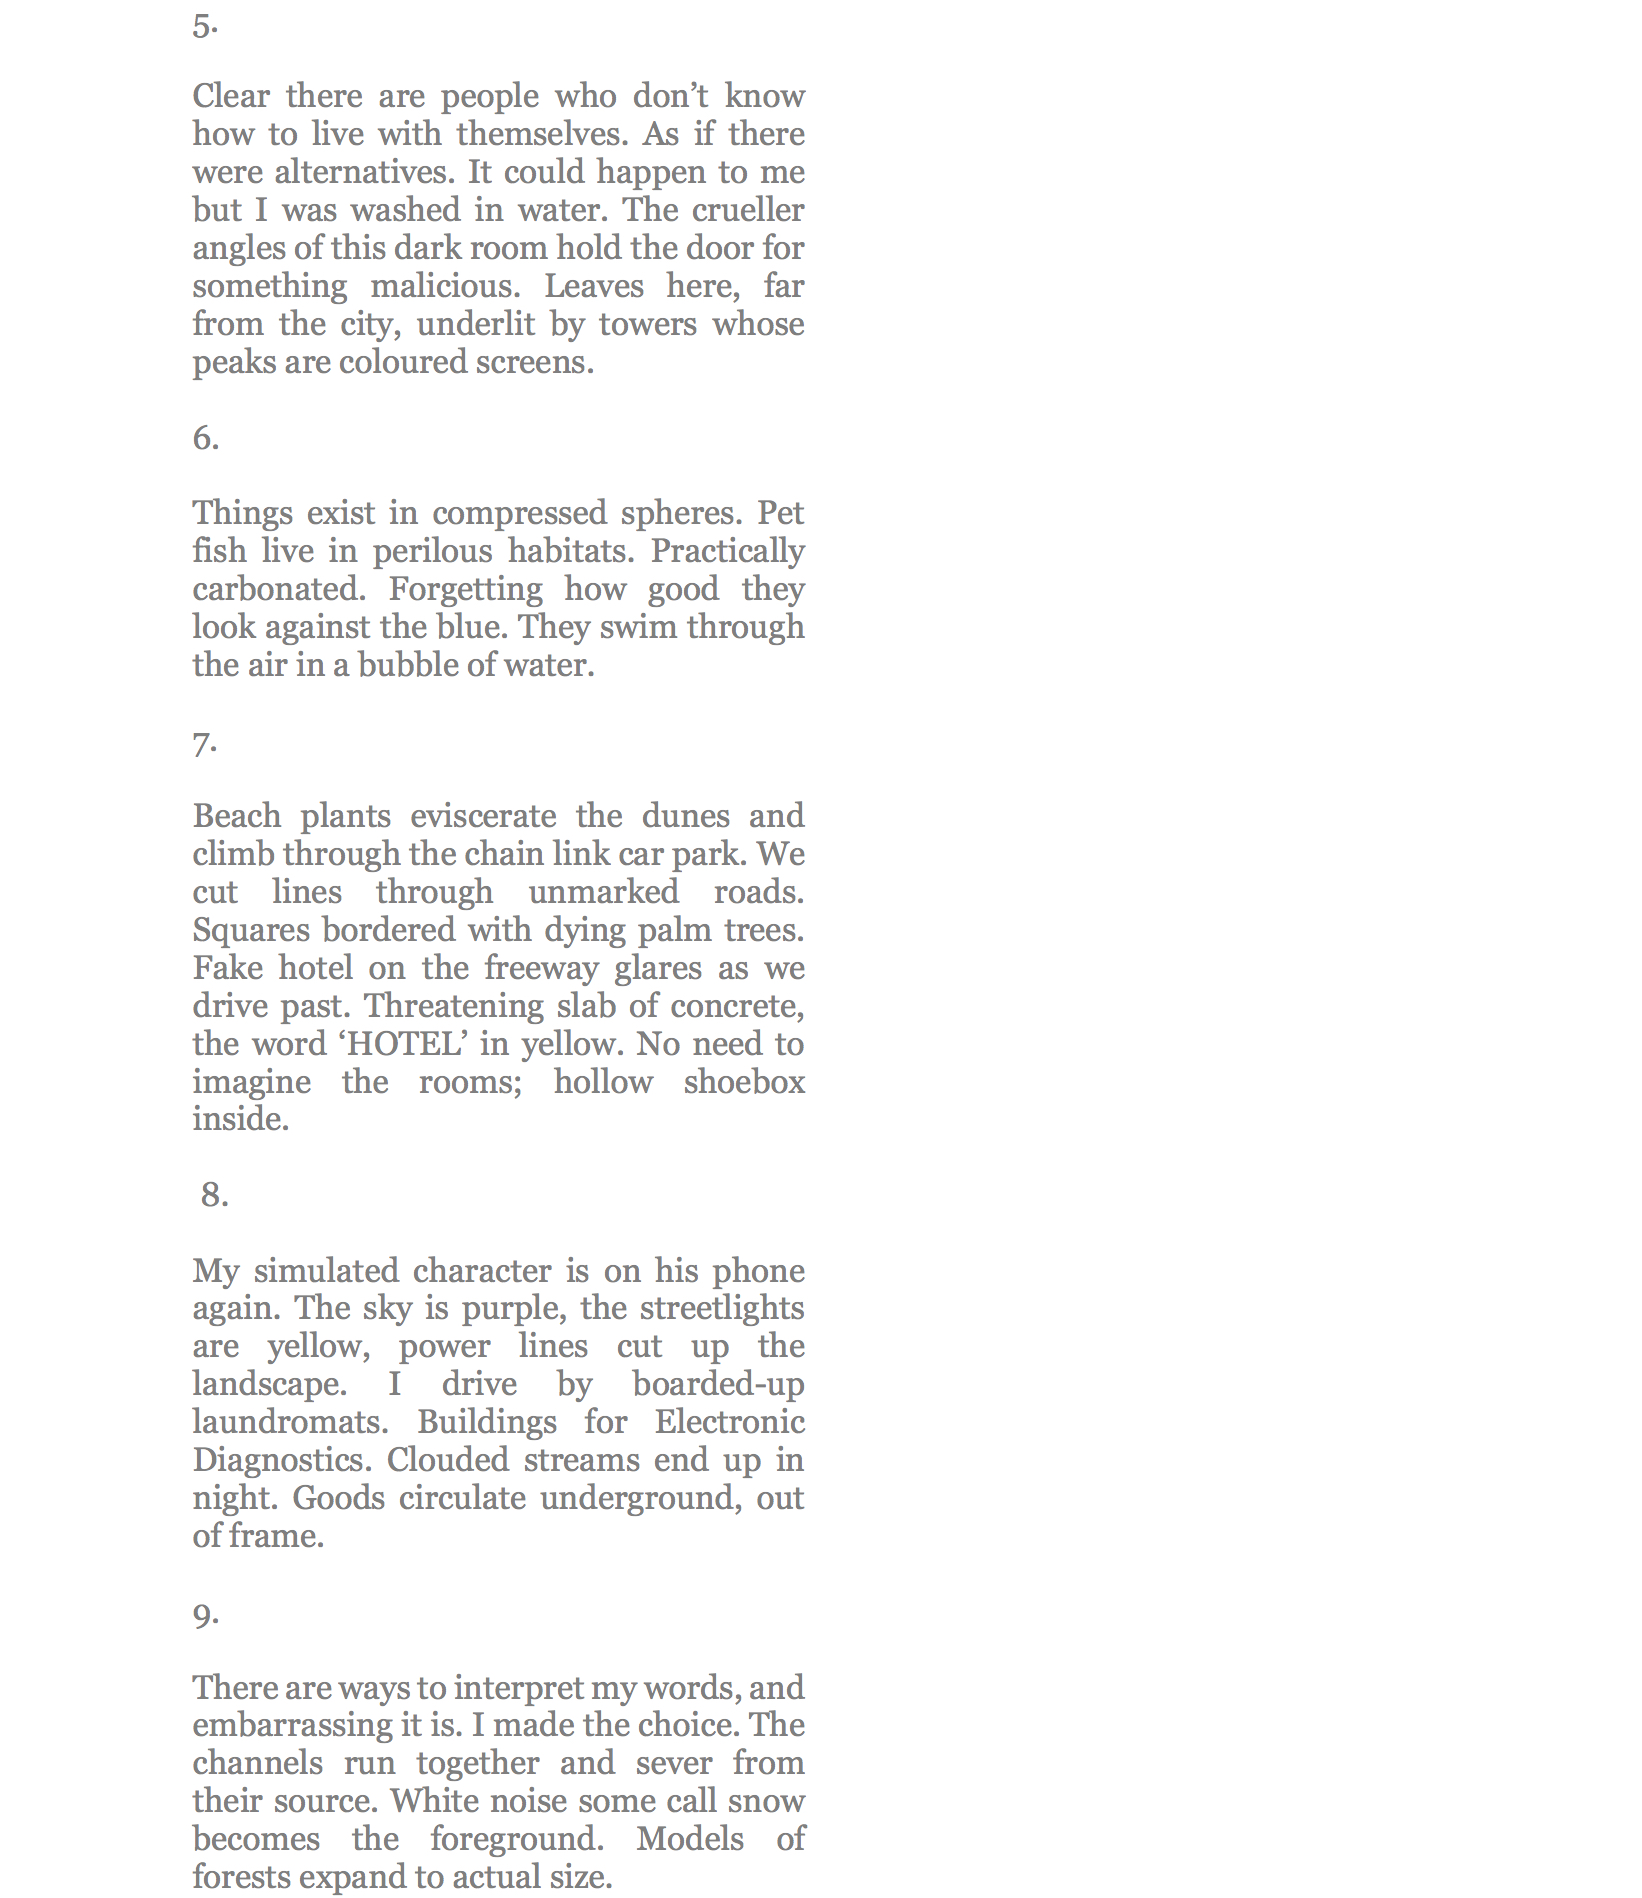 5.
Clear there are people who don’t know
how to live with themselves. As if there
were alternatives. It could happen to me
but I was washed in water. The crueller
angles of this dark room hold the door for
something malicious. Leaves here, far
from the city, underlit by towers whose
peaks are coloured screens.
6.
Things exist in compressed spheres. Pet
fish live in perilous habitats. Practically
carbonated. Forgetting how good they
look against the blue. They swim through
the air in a bubble of water.
7.
Beach plants eviscerate the dunes and
climb through the chain link car park. We
cut lines through unmarked roads.
Squares bordered with dying palm trees.
Fake hotel on the freeway glares as we
drive past. Threatening slab of concrete,
the word ‘HOTEL’ in yellow. No need to
imagine the rooms; hollow shoebox
inside.
8.
My simulated character is on his phone
again. The sky is purple, the streetlights
are yellow, power lines cut up the
landscape. I drive by boarded-up
laundromats. Buildings for Electronic
Diagnostics. Clouded streams end up in
night. Goods circulate underground, out
of frame.
9.
There are ways to interpret my words, and
embarrassing it is. I made the choice. The
channels run together and sever from
their source. White noise some call snow
becomes the foreground. Models of
forests expand to actual size.